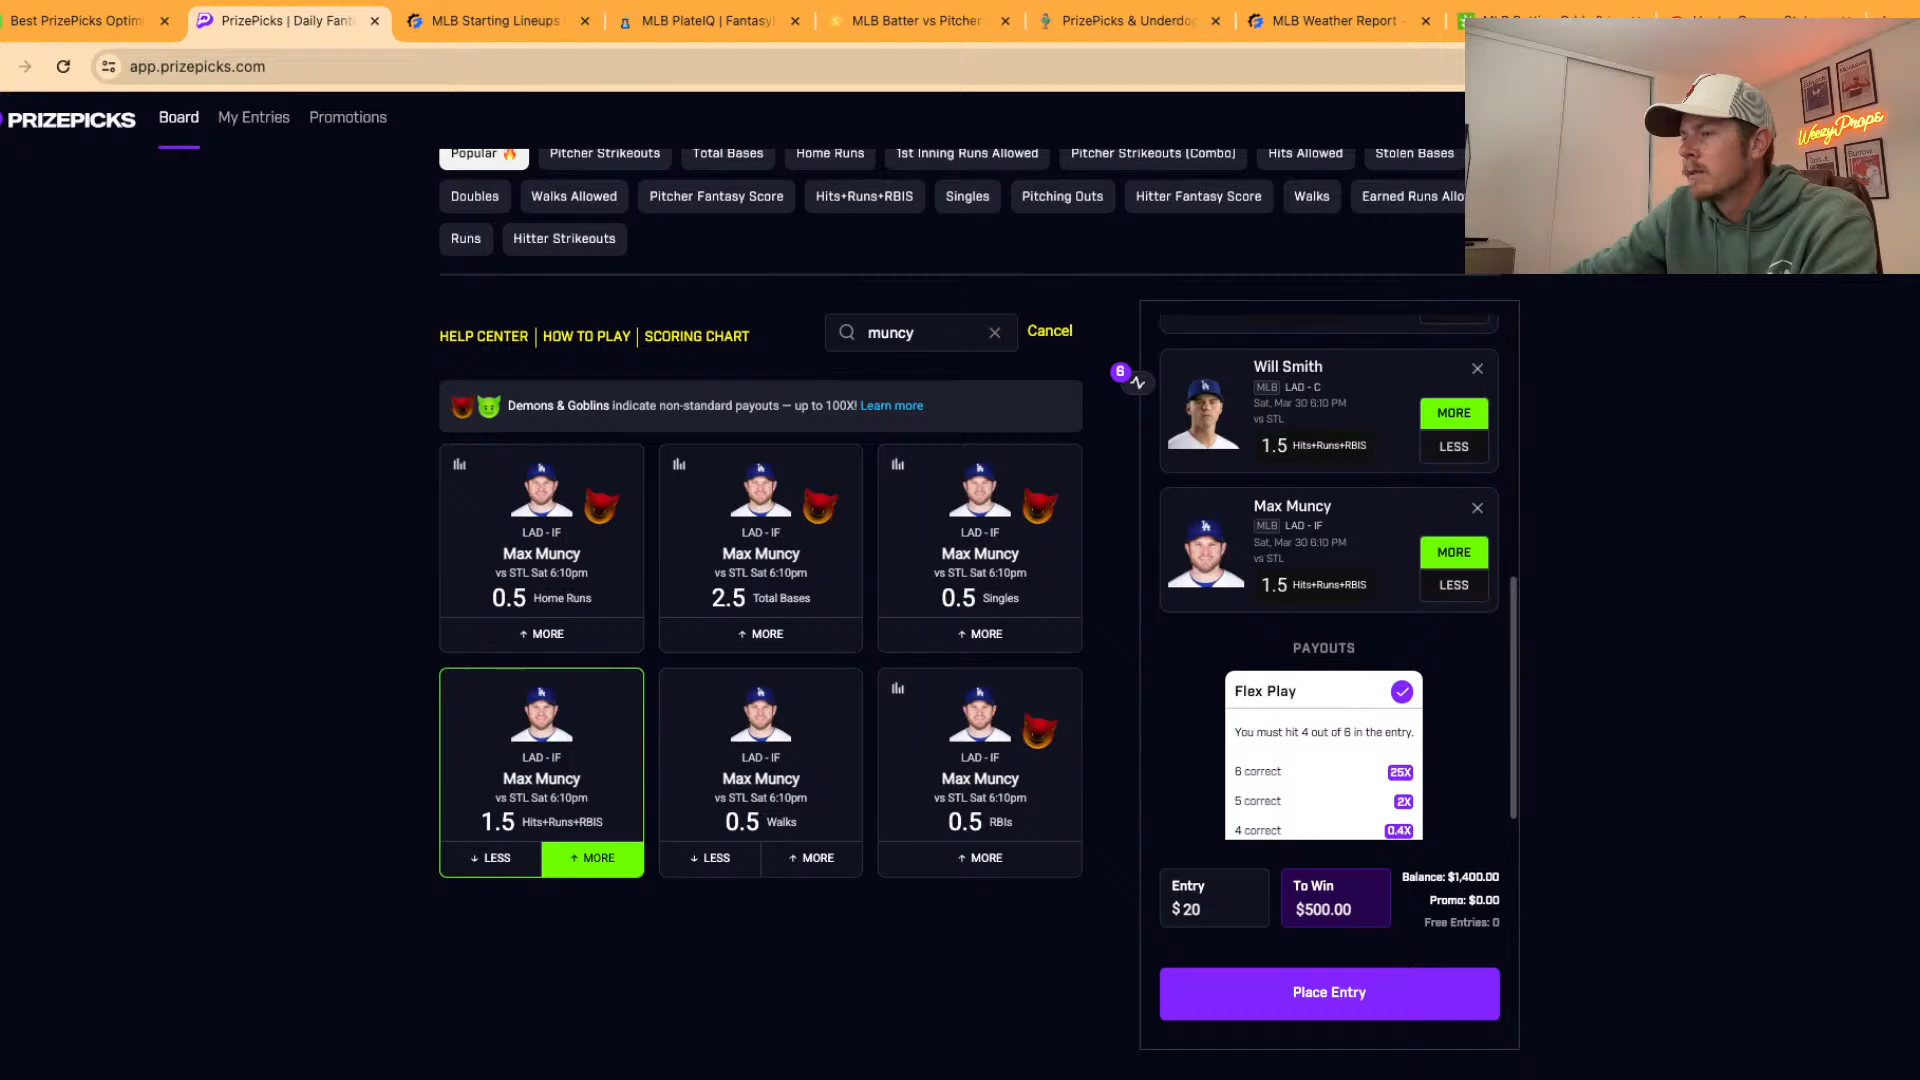 Best PrizePicks Optimi
PrizePicks | Daily Fant
MLB Starting Lineups
MLB PlateIQ | Fantasy
MLB Batter vs Pitcher
PrizePicks & Underdog
MLB Weather Report -
app.prizepicks.com
PRIZEPICKS
Board
My Entries
Promotions
Popular
Pitcher Strikeouts
Total Bases
Home Runs
1st Inning Runs Allowed
Pitcher Strikeouts (Combo)
Hits Allowed
Stolen Bases
Doubles
Walks Allowed
Pitcher Fantasy Score
Hits+Runs+RBIS
Singles
Pitching Outs
Hitter Fantasy Score
Walks
Earned Runs Allo
Runs
Hitter Strikeouts
WeezyProps
Burrow
HELP CENTER | HOW TO PLAY | SCORING CHART
muncy
Cancel
Demons & Goblins indicate non-standard payouts — up to 100X! Learn more
LAD - IF
Max Muncy
vs STL Sat 6:10pm
0.5 Home Runs
↑ MORE
LAD - IF
Max Muncy
vs STL Sat 6:10pm
2.5 Total Bases
↑ MORE
LAD - IF
Max Muncy
vs STL Sat 6:10pm
0.5 Singles
↑ MORE
LAD - IF
Max Muncy
vs STL Sat 6:10pm
1.5 Hits+Runs+RBIS
↓ LESS
↑ MORE
LAD - IF
Max Muncy
vs STL Sat 6:10pm
0.5 Walks
↓ LESS
↑ MORE
LAD - IF
Max Muncy
vs STL Sat 6:10pm
0.5 RBIs
↑ MORE
6
Will Smith
MLB LAD - C
Sat, Mar 30 6:10 PM
vs STL
1.5 Hits+Runs+RBIS
MORE
LESS
Max Muncy
MLB LAD - IF
Sat, Mar 30 6:10 PM
vs STL
1.5 Hits+Runs+RBIS
MORE
LESS
PAYOUTS
Flex Play
You must hit 4 out of 6 in the entry.
6 correct 25X
5 correct 2X
4 correct 0.4X
Entry
$ 20
To Win
$500.00
Balance: $1,400.00
Promo: $0.00
Free Entries: 0
Place Entry